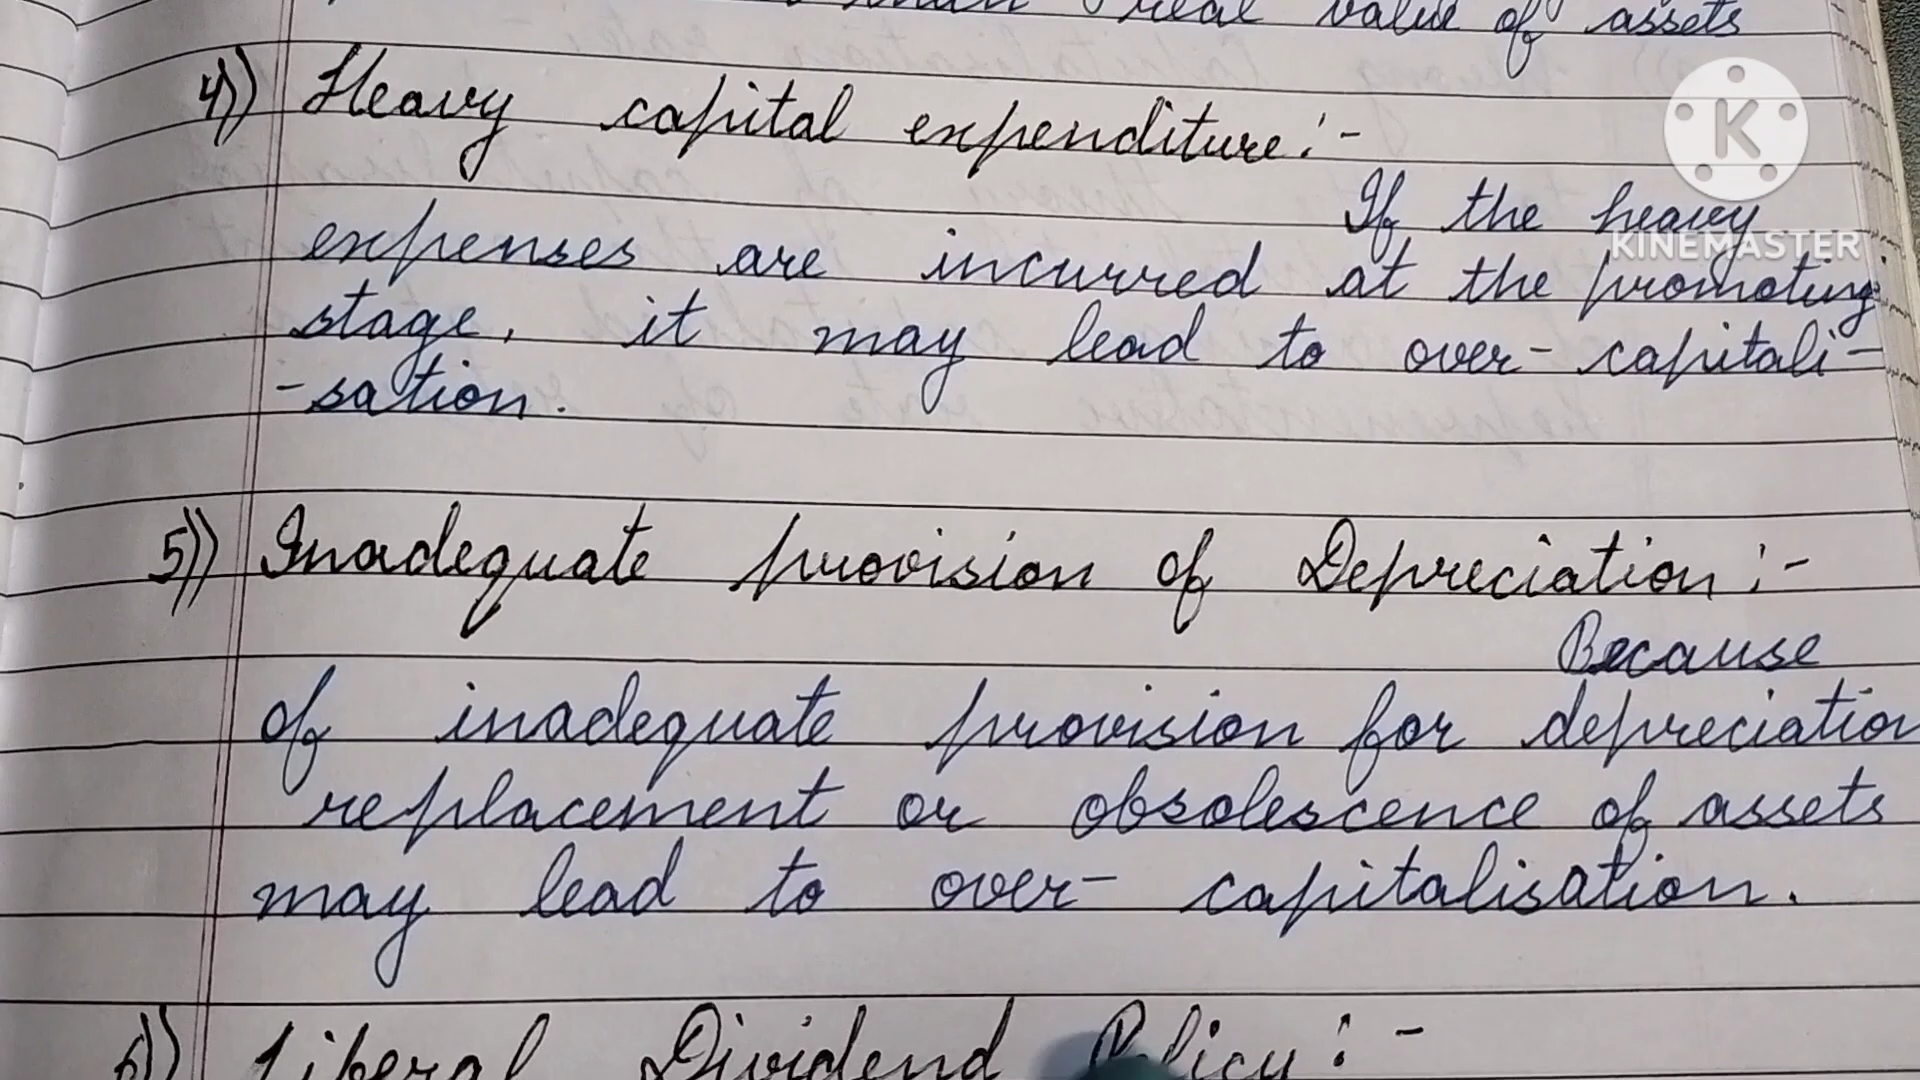 real value of assets
4)) Heavy capital expenditure:-
If the heavy
expenses are incurred at the promoting
stage, it may lead to over-capitali-
-sation.
5)) Inadequate provision of Depreciation:-
Because
of inadequate provision for depreciation
replacement or obsolescence of assets
may lead to over-capitalisation.
6)) Liberal Dividend Policy:-
K
KINEMASTER